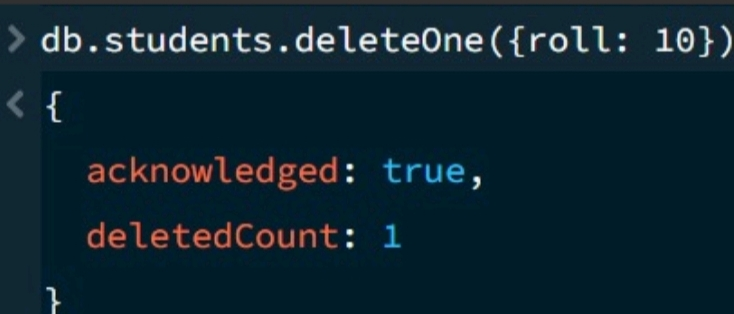 > db.students.deleteOne({roll: 10})
< {
acknowledged: true,
deletedCount: 1
}